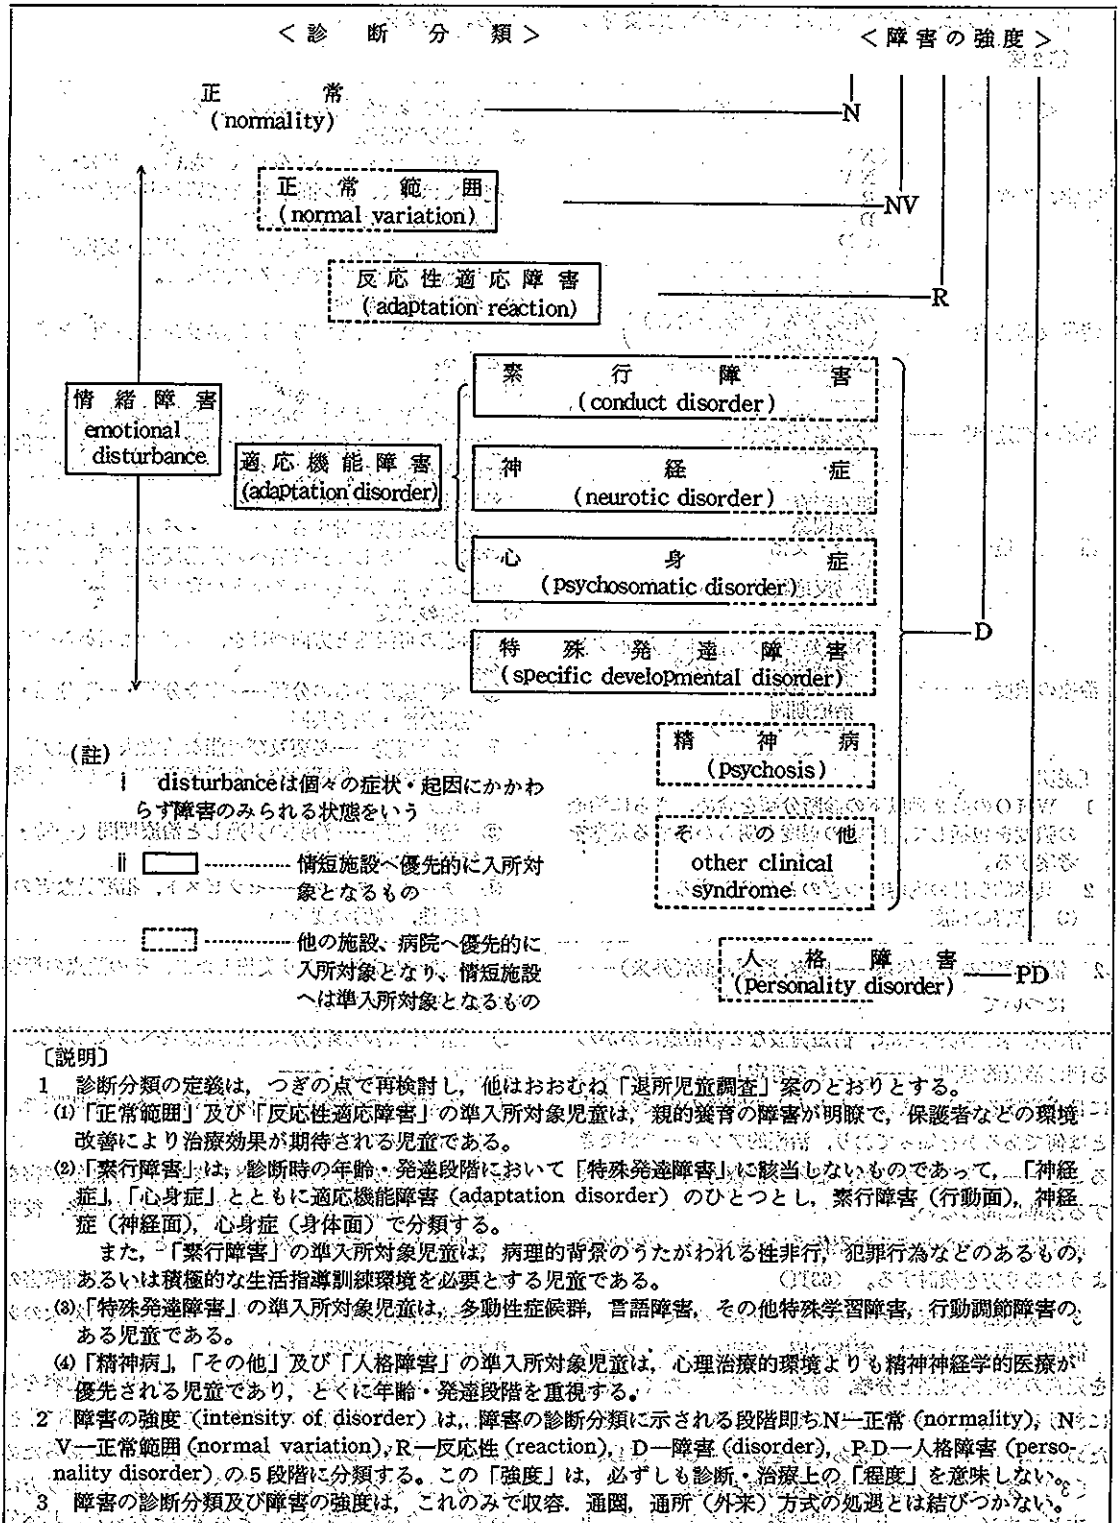 ＜診　断　分　類＞
＜障害の強度＞
正　　常
(normality)
N
正　常　範　囲
(normal variation)
NV
反応性適応障害
(adaptation reaction)
R
素　行　障　害
(conduct disorder)
情緒障害
emotional
disturbance
適応機能障害
(adaptation disorder)
神　経　症
(neurotic disorder)
心　身　症
(psychosomatic disorder)
D
特殊発達障害
(specific developmental disorder)
精　神　病
(psychosis)
そ　の　他
other clinical
syndrome
人　格　障　害
(personality disorder)
PD
(註)
i　disturbanceは個々の症状・起因にかかわ
らず障害のみられる状態をいう
ii ………… 情短施設へ優先的に入所対
象となるもの
………… 他の施設、病院へ優先的に
入所対象となり、情短施設
へは準入所対象となるもの
〔説明〕
1　診断分類の定義は，つぎの点で再検討し，他はおおむね「退所児童調査」案のとおりとする。
(1)「正常範囲」及び「反応性適応障害」の準入所対象児童は，親的養育の障害が明瞭で，保護者などの環境
改善により治療効果が期待される児童である。
(2)「素行障害」は，診断時の年齢・発達段階において「特殊発達障害」に該当しないものであって，「神経
症」，「心身症」とともに適応機能障害（adaptation disorder）のひとつとし，素行障害（行動面），神経
症（神経面），心身症（身体面）で分類する。
また，「素行障害」の準入所対象児童は，病理的背景のうたがわれる性非行，犯罪行為などのあるもの，
あるいは積極的な生活指導訓練環境を必要とする児童である。
(3)「特殊発達障害」の準入所対象児童は，多動性症候群，言語障害，その他特殊学習障害，行動調節障害の
ある児童である。
(4)「精神病」，「その他」及び「人格障害」の準入所対象児童は，心理治療的環境よりも精神神経学的医療が
優先される児童であり，とくに年齢・発達段階を重視する。
2　障害の強度（intensity of disorder）は，障害の診断分類に示される段階即ちN―正常（normality），N
V―正常範囲（normal variation），R―反応性（reaction），D―障害（disorder），P.D―人格障害（perso-
nality disorder）の5段階に分類する。この「強度」は，必ずしも診断・治療上の「程度」を意味しない。
3　障害の診断分類及び障害の強度は，これのみで収容．通園，通所（外来）方式の処遇とは結びつかない。